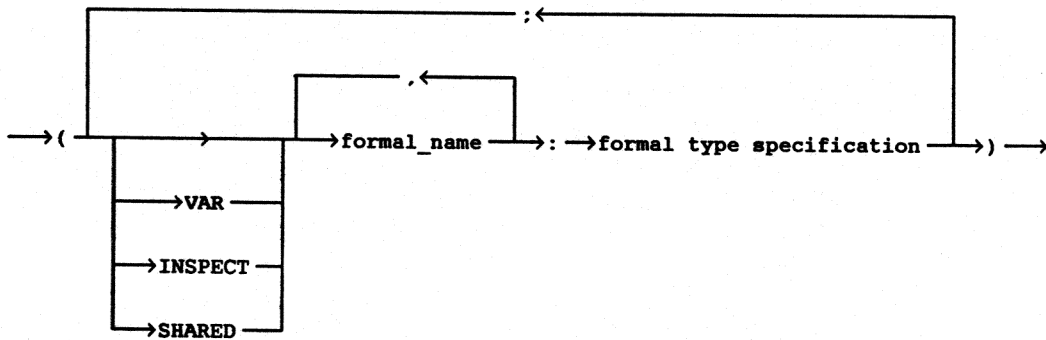 ;
,
( formal_name : formal type specification )
VAR
INSPECT
SHARED